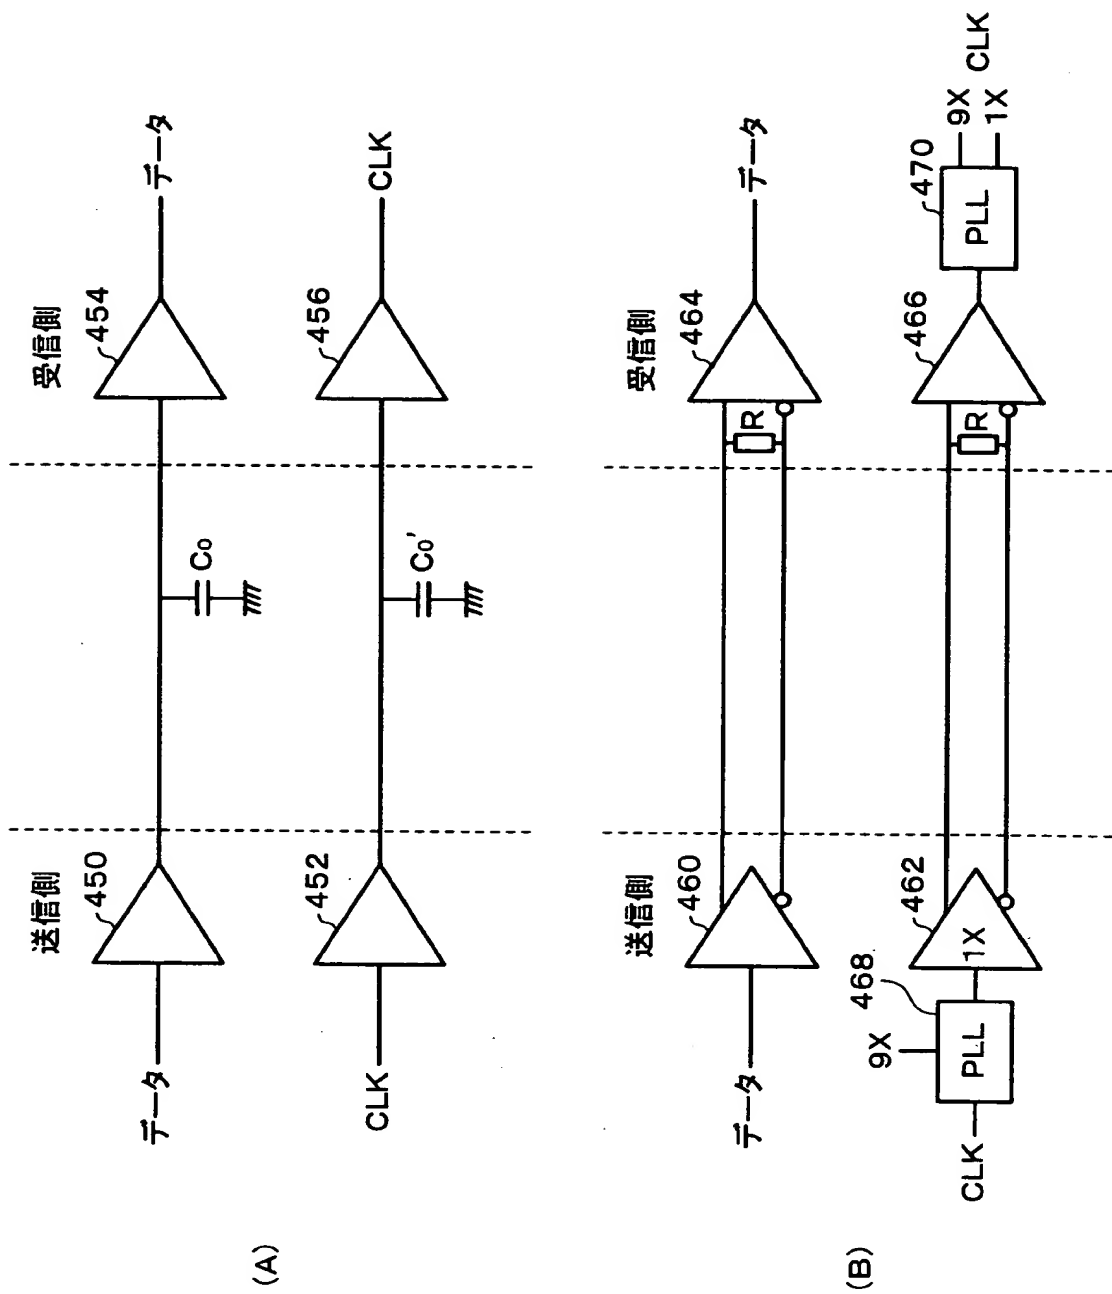 (A)
送信側
受信側
データ
450
454
データ
C0
CLK
452
456
CLK
C0'
(B)
送信側
受信側
データ
460
R
464
データ
CLK
468
PLL
9X
462
1X
R
466
470
PLL
9X
1X
CLK